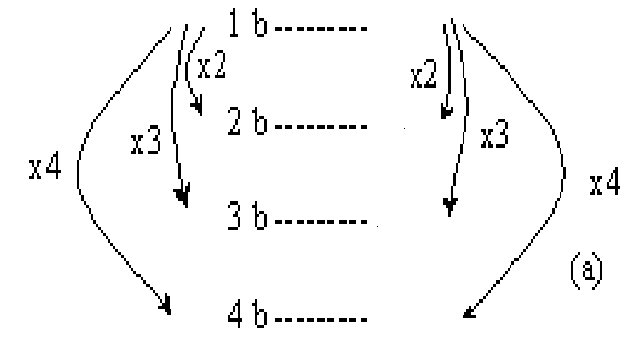 1 b---------
x2 x2
2 b---------
x3 x3
x4 x4
3 b---------
(a)
4 b---------